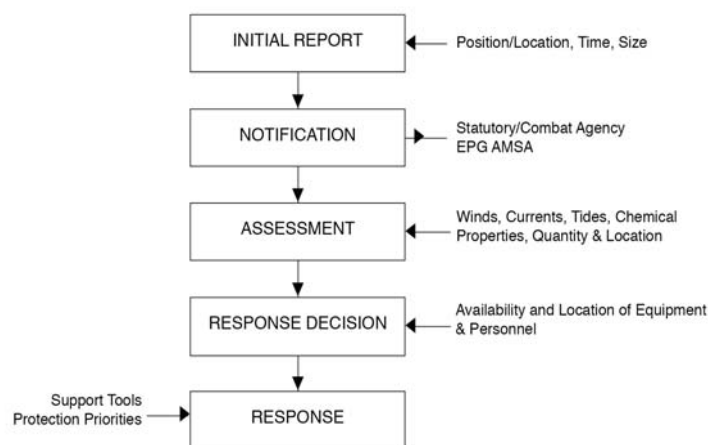 INITIAL REPORT
Position/Location, Time, Size
NOTIFICATION
Statutory/Combat Agency
EPG AMSA
ASSESSMENT
Winds, Currents, Tides, Chemical
Properties, Quantity & Location
RESPONSE DECISION
Availability and Location of Equipment
& Personnel
Support Tools
Protection Priorities
RESPONSE